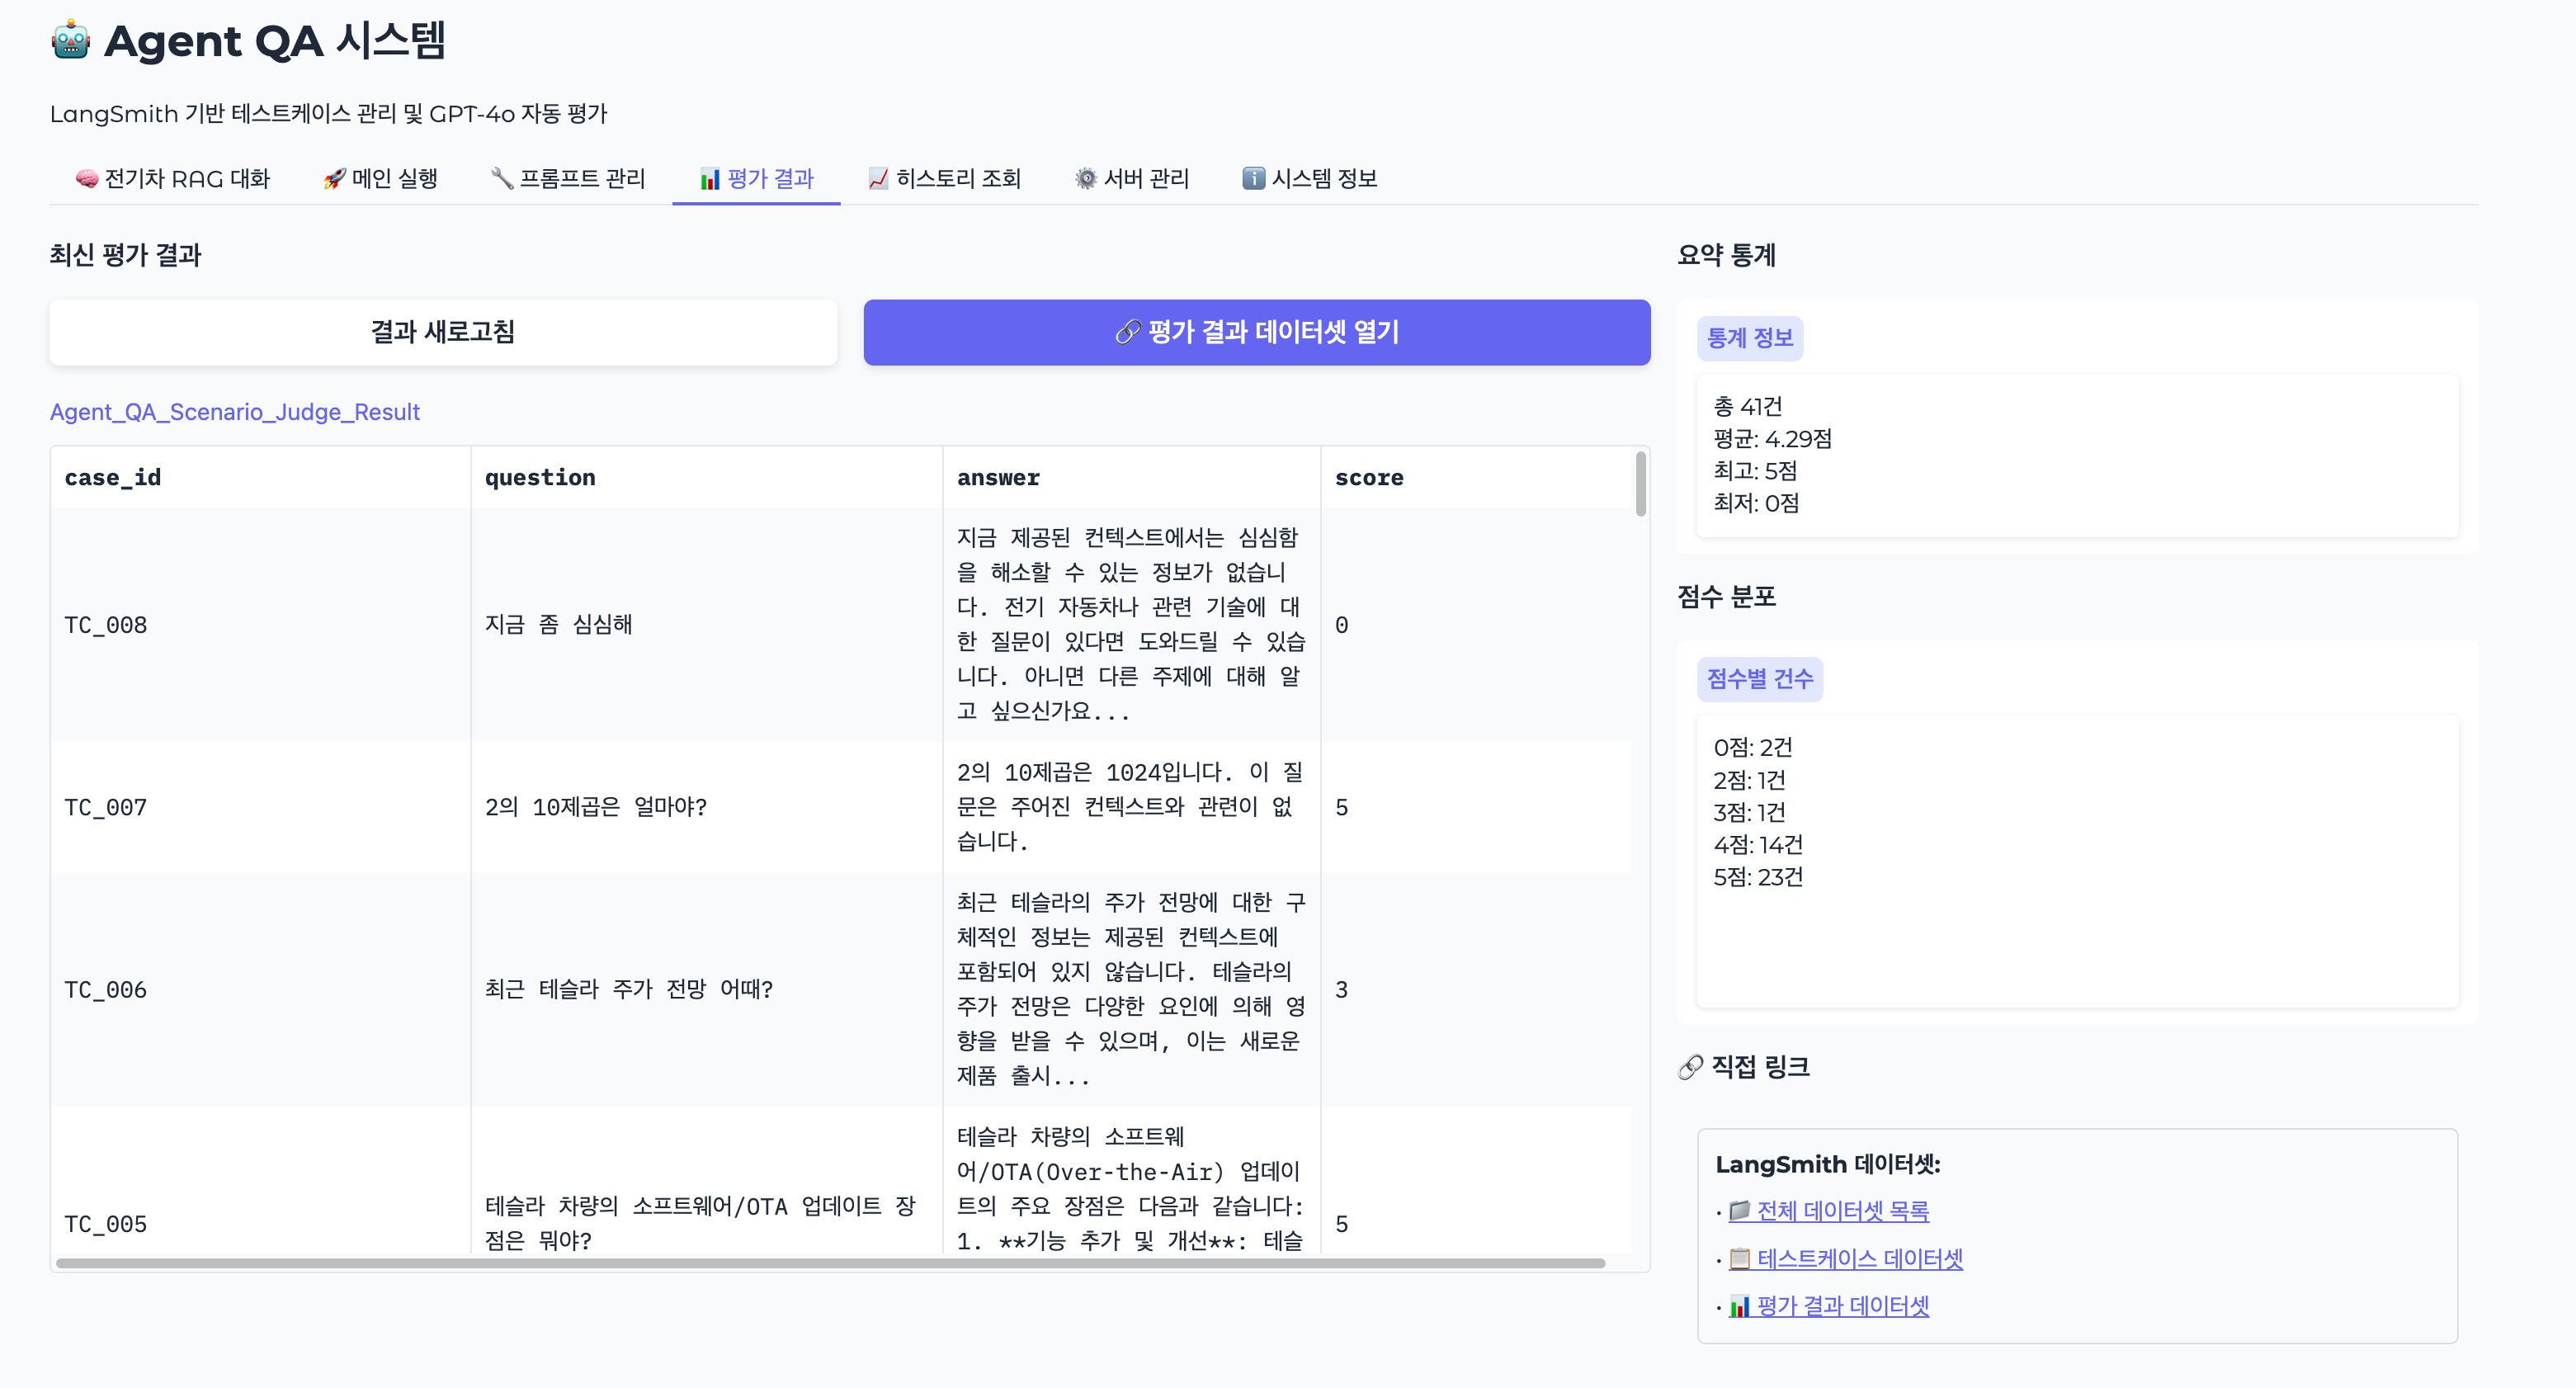 🤖 Agent QA 시스템
LangSmith 기반 테스트케이스 관리 및 GPT-4o 자동 평가
🧠 전기차 RAG 대화
🚀 메인 실행
🔧 프롬프트 관리
📊 평가 결과
📈 히스토리 조회
⚙️ 서버 관리
ℹ️ 시스템 정보
최신 평가 결과
결과 새로고침
🔗 평가 결과 데이터셋 열기
Agent_QA_Scenario_Judge_Result
case_id
question
answer
score
TC_008
지금 좀 심심해
지금 제공된 컨텍스트에서는 심심함
을 해소할 수 있는 정보가 없습니
다. 전기 자동차나 관련 기술에 대
한 질문이 있다면 도와드릴 수 있습
니다. 아니면 다른 주제에 대해 알
고 싶으신가요...
0
TC_007
2의 10제곱은 얼마야?
2의 10제곱은 1024입니다. 이 질
문은 주어진 컨텍스트와 관련이 없
습니다.
5
TC_006
최근 테슬라 주가 전망 어때?
최근 테슬라의 주가 전망에 대한 구
체적인 정보는 제공된 컨텍스트에
포함되어 있지 않습니다. 테슬라의
주가 전망은 다양한 요인에 의해 영
향을 받을 수 있으며, 이는 새로운
제품 출시...
3
TC_005
테슬라 차량의 소프트웨어/OTA 업데이트 장
점은 뭐야?
테슬라 차량의 소프트웨
어/OTA(Over-the-Air) 업데이
트의 주요 장점은 다음과 같습니다:
1. **기능 추가 및 개선**: 테슬
5
요약 통계
통계 정보
총 41건
평균: 4.29점
최고: 5점
최저: 0점
점수 분포
점수별 건수
0점: 2건
2점: 1건
3점: 1건
4점: 14건
5점: 23건
🔗 직접 링크
LangSmith 데이터셋:
• 📁 전체 데이터셋 목록
• 📋 테스트케이스 데이터셋
• 📊 평가 결과 데이터셋